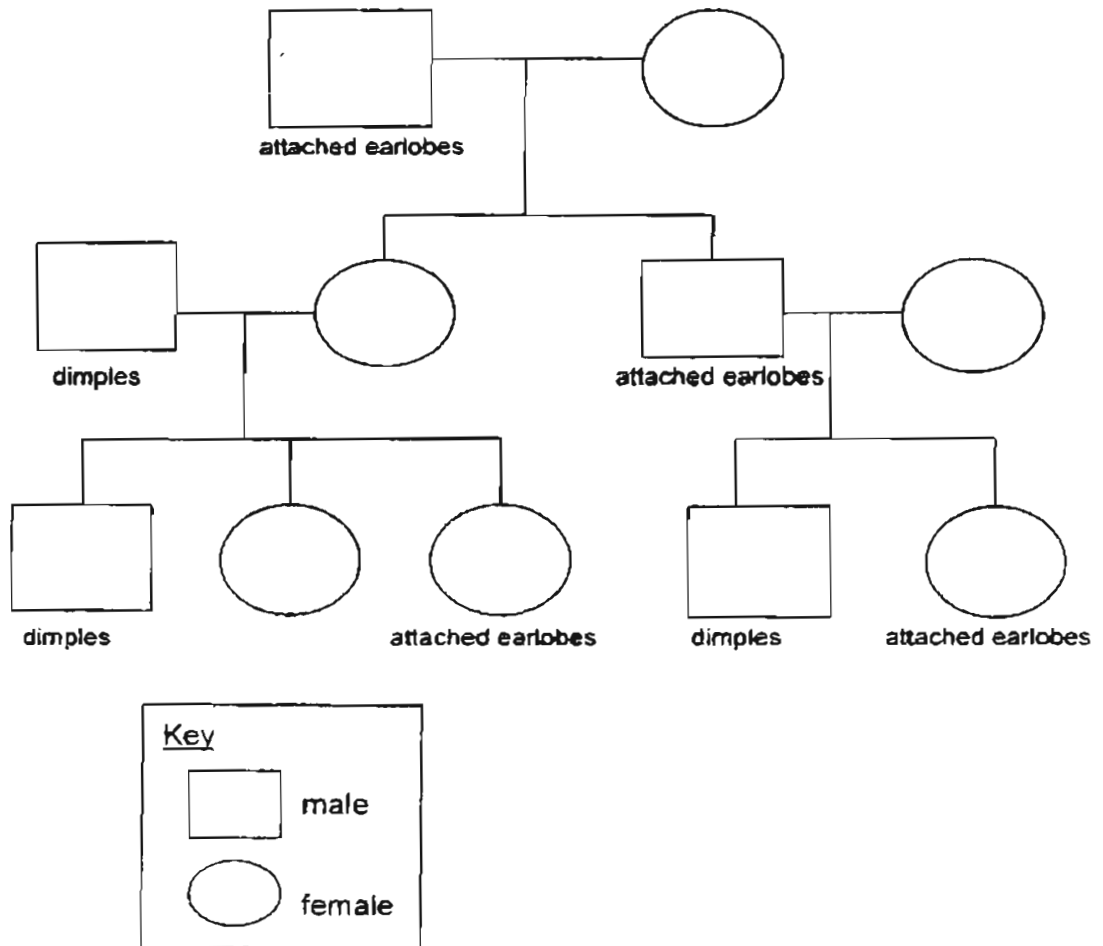 attached earlobes
dimples
attached earlobes
dimples
attached earlobes
dimples
attached earlobes
Key
male
female